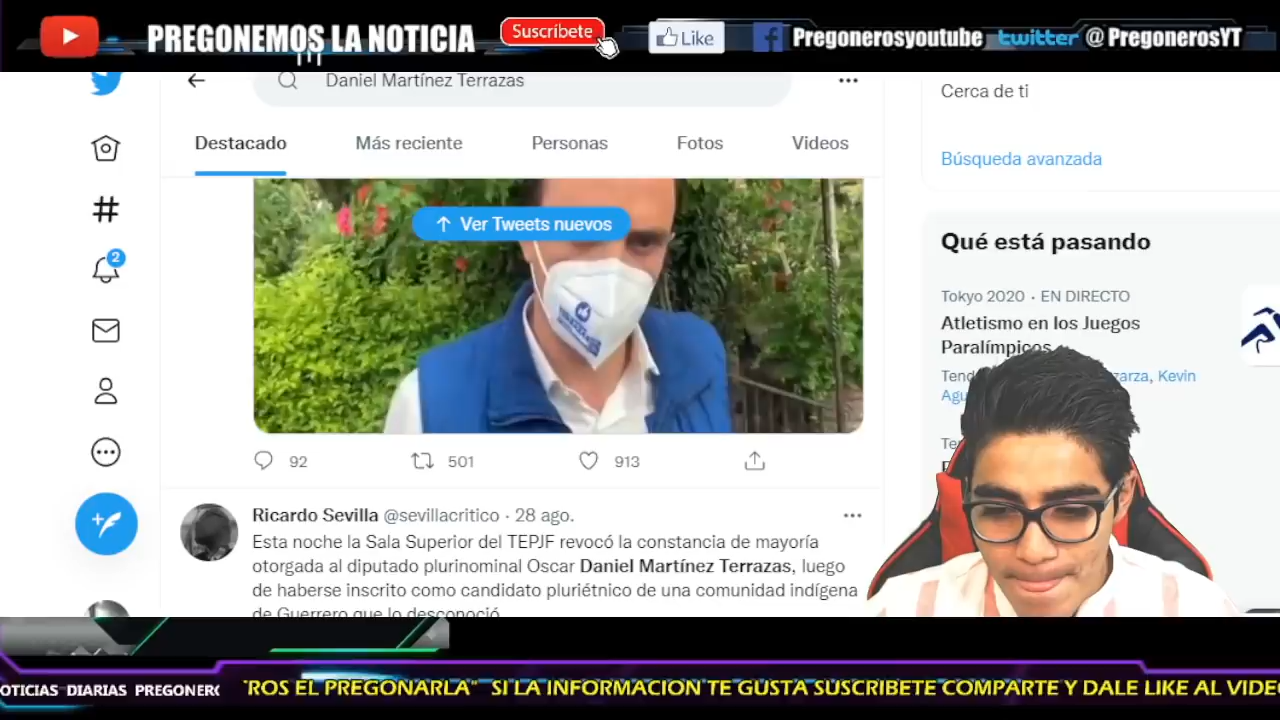 PREGONEMOS LA NOTICIA
Suscríbete
Like
Pregonerosyoutube
twitter @PregonerosYT
Daniel Martínez Terrazas
Destacado
Más reciente
Personas
Fotos
Videos
Ver Tweets nuevos
92
501
913
Ricardo Sevilla @sevillacritico · 28 ago.
Esta noche la Sala Superior del TEPJF revocó la constancia de mayoría
otorgada al diputado plurinominal Oscar Daniel Martínez Terrazas, luego
de haberse inscrito como candidato pluriétnico de una comunidad indígena
de Guerrero que lo desconoció
2
Cerca de ti
Búsqueda avanzada
Qué está pasando
Tokyo 2020 · EN DIRECTO
Atletismo en los Juegos
Paralímpicos
Kevin
OTICIAS DIARIAS PREGONERO
"ROS EL PREGONARLA" SI LA INFORMACION TE GUSTA SUSCRIBETE COMPARTE Y DALE LIKE AL VIDE